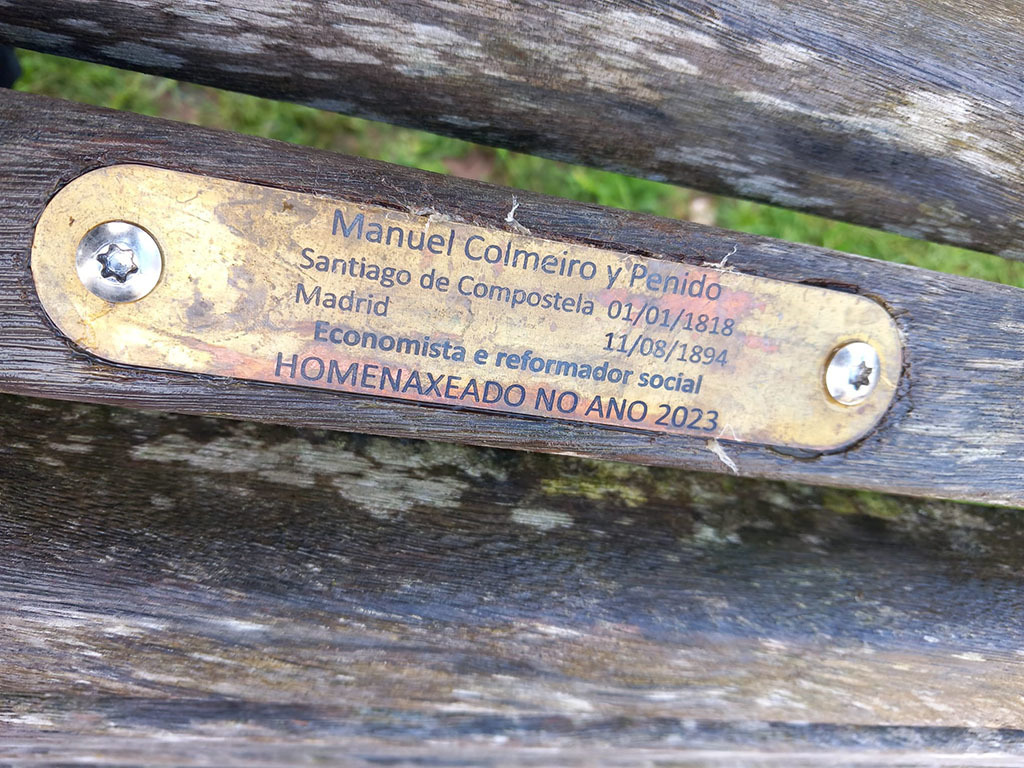 Manuel Colmeiro y Penido
Santiago de Compostela 01/01/1818
Madrid 11/08/1894
Economista e reformador social
HOMENAXEADO NO ANO 2023